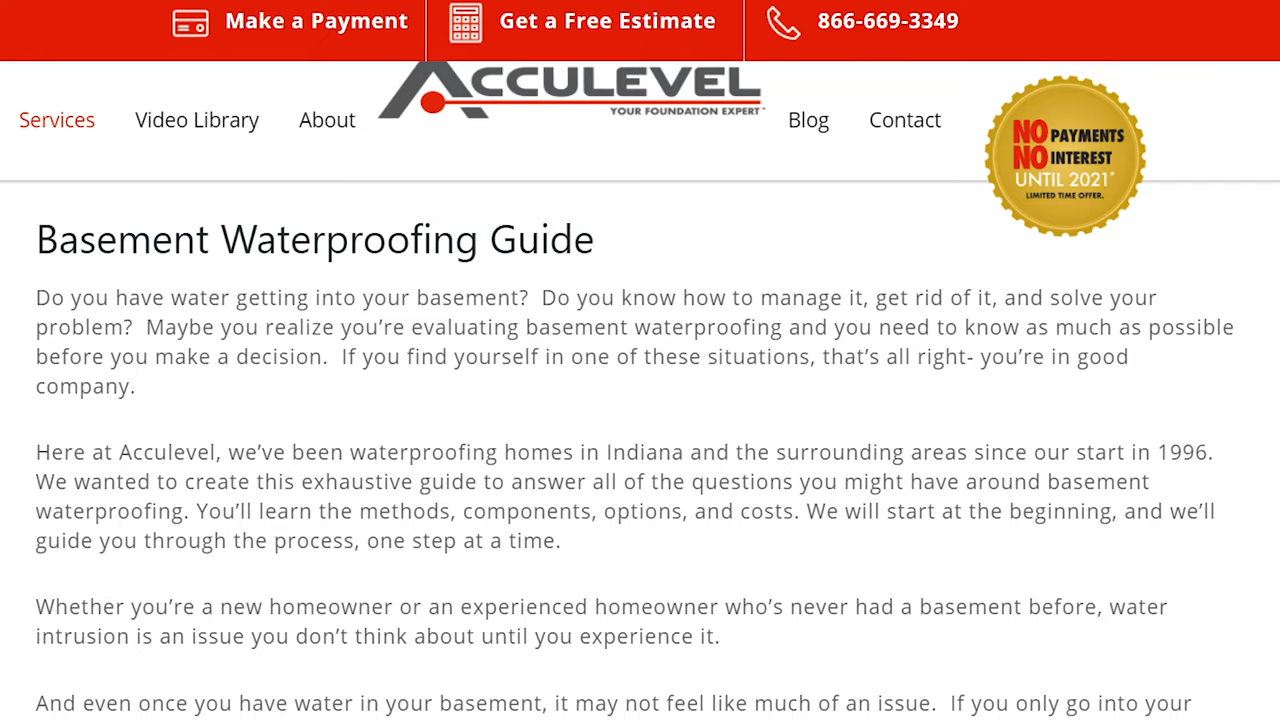 Make a Payment
Get a Free Estimate
866-669-3349
ACCULEVEL
YOUR FOUNDATION EXPERT™
Services
Video Library
About
Blog
Contact
NO PAYMENTS
NO INTEREST
UNTIL 2021*
LIMITED TIME OFFER.
Basement Waterproofing Guide
Do you have water getting into your basement?  Do you know how to manage it, get rid of it, and solve your
problem?  Maybe you realize you’re evaluating basement waterproofing and you need to know as much as possible
before you make a decision.  If you find yourself in one of these situations, that’s all right- you’re in good
company.
Here at Acculevel, we’ve been waterproofing homes in Indiana and the surrounding areas since our start in 1996.
We wanted to create this exhaustive guide to answer all of the questions you might have around basement
waterproofing. You’ll learn the methods, components, options, and costs. We will start at the beginning, and we’ll
guide you through the process, one step at a time.
Whether you’re a new homeowner or an experienced homeowner who’s never had a basement before, water
intrusion is an issue you don’t think about until you experience it.
And even once you have water in your basement, it may not feel like much of an issue.  If you only go into your